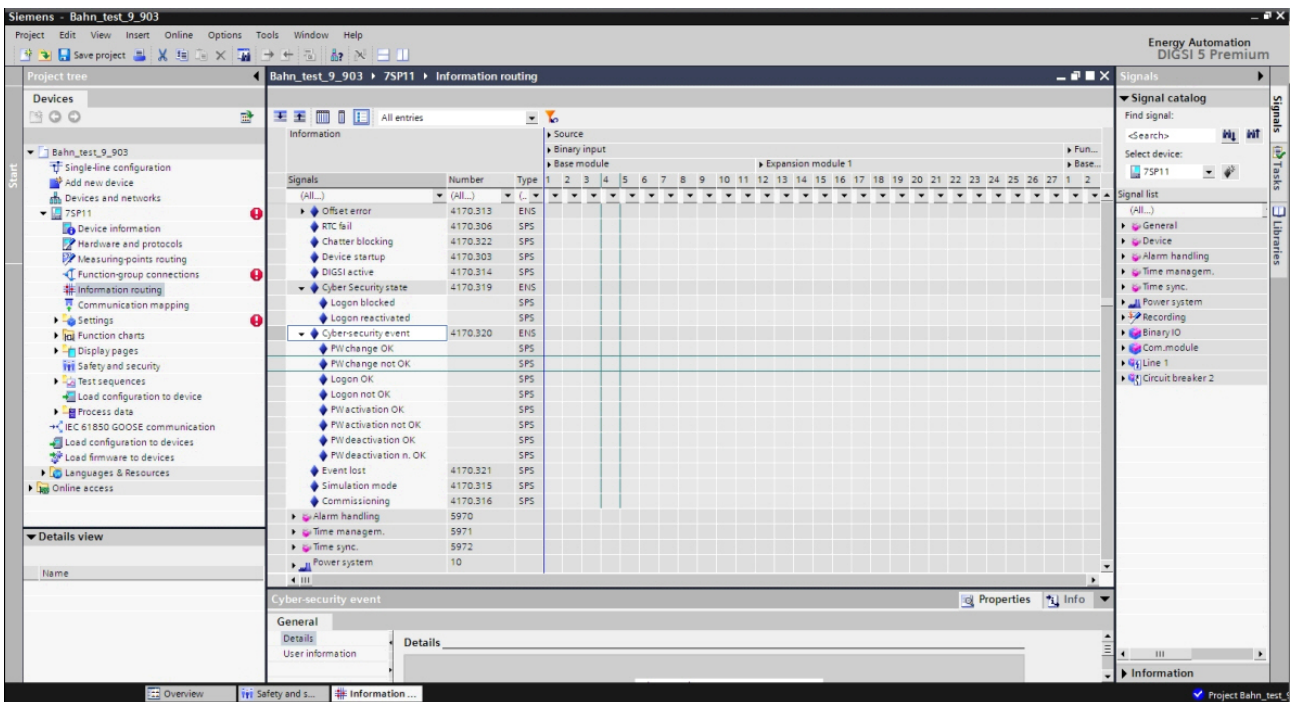 Siemens - Bahn_test_9_903
Project Edit View Insert Online Options Tools Window Help
Save project
Energy Automation
DIGSI 5 Premium
Project tree
Devices
Start
Bahn_test_9_903
Single-line configuration
Add new device
Devices and networks
7SP11
Device information
Hardware and protocols
Measuring-points routing
Function-group connections
Information routing
Communication mapping
Settings
Function charts
Display pages
Safety and security
Test sequences
Load configuration to device
Process data
IEC 61850 GOOSE communication
Load configuration to devices
Load firmware to devices
Languages & Resources
Online access
Details view
Name
Bahn_test_9_903 7SP11 Information routing
All entries
Information Source
Binary input Fun...
Base module Expansion module 1 Base...
Signals Number Type 1 2 3 4 5 6 7 8 9 10 11 12 13 14 15 16 17 18 19 20 21 22 23 24 25 26 27 1 2
(All...) (All...) (...
Offset error 4170.313 ENS
RTC fail 4170.306 SPS
Chatter blocking 4170.322 SPS
Device startup 4170.303 SPS
DIGSI active 4170.314 SPS
Cyber Security state 4170.319 ENS
Logon blocked SPS
Logon reactivated SPS
Cyber-security event 4170.320 ENS
PW change OK SPS
PW change not OK SPS
Logon OK SPS
Logon not OK SPS
PW activation OK SPS
PW activation not OK SPS
PW deactivation OK SPS
PW deactivation n. OK SPS
Event lost 4170.321 SPS
Simulation mode 4170.315 SPS
Commissioning 4170.316 SPS
Alarm handling 5970
Time managem. 5971
Time sync. 5972
Power system 10
Cyber-security event Properties Info
General
Details
User information
Details
Signals
Signal catalog
Find signal:
<Search>
Select device:
7SP11
Signal list
(All...)
General
Device
Alarm handling
Time managem.
Time sync.
Power system
Recording
Binary IO
Com.module
Line 1
Circuit breaker 2
Information
Signals
Tasks
Libraries
Overview Safety and s... Information ... Project Bahn_test_9